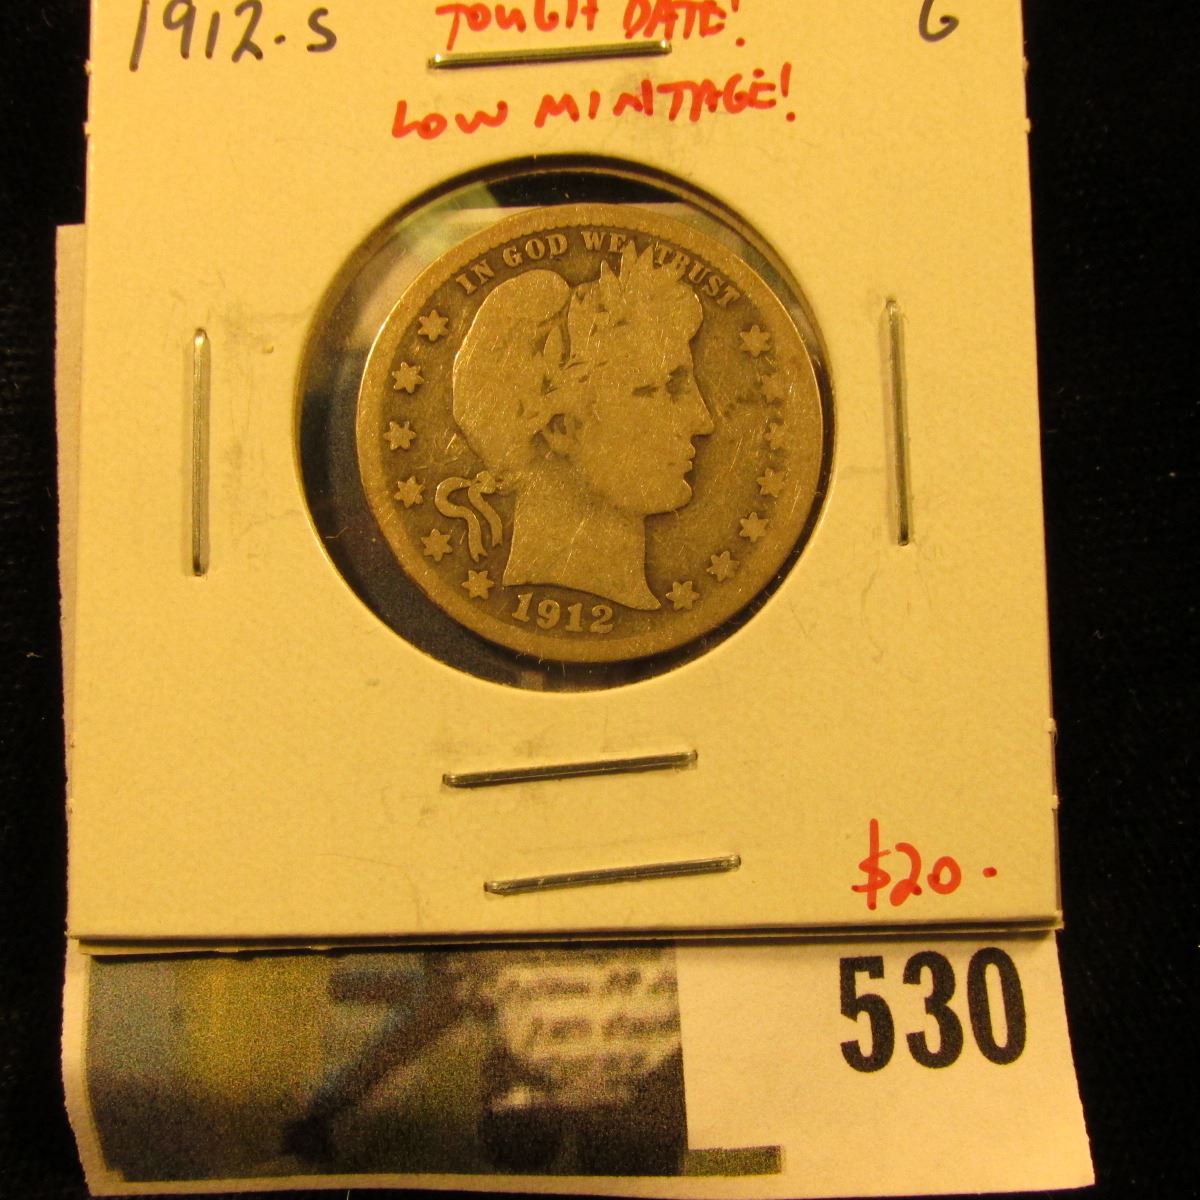 1912-S TOUGH DATE! G
LOW MINTAGE!
IN GOD WE TRUST
1912
$20-
530